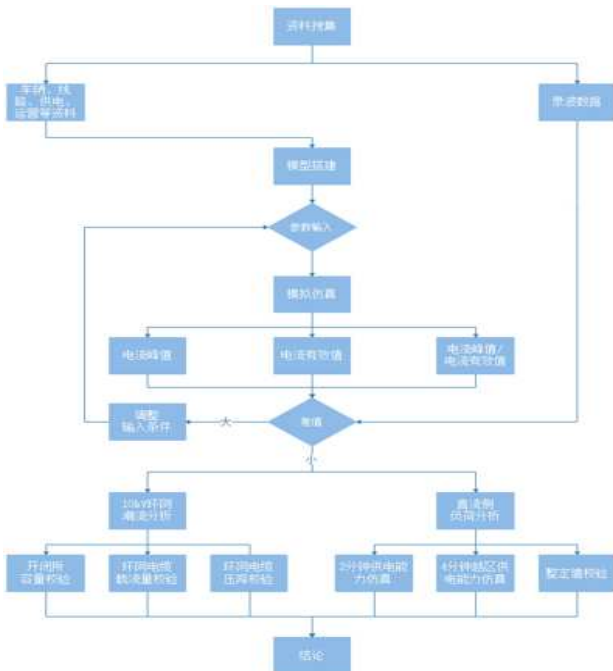 资料搜集
车辆、线
路、供电、
运营等资料
录波数据
模型搭建
参数输入
模拟仿真
电流峰值
电流有效值
电流峰值/
电流有效值
调整
输入条件
大
差值
小
10kV环网
潮流分析
直流侧
负荷分析
开闭所
容量校验
环网电缆
载流量校验
环网电缆
压降校验
2分钟供电能
力仿真
4分钟越区供
电能力仿真
整定值校验
结论